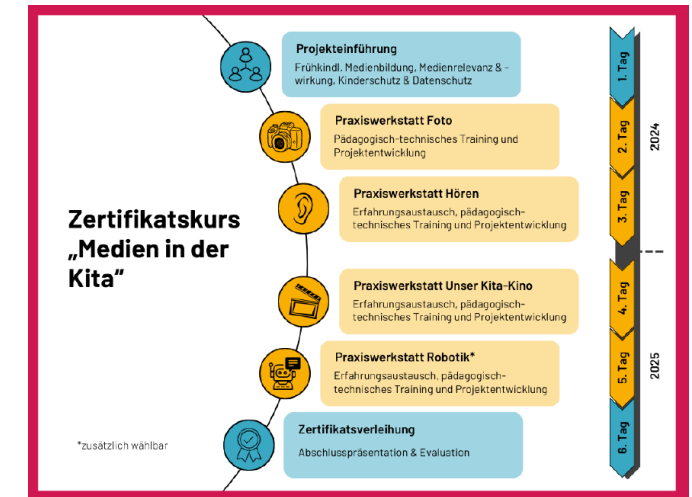 Projekteinführung
Frühkindl. Medienbildung, Medienrelevanz & -
wirkung, Kinderschutz & Datenschutz
Praxiswerkstatt Foto
Pädagogisch-technisches Training und
Projektentwicklung
Praxiswerkstatt Hören
Erfahrungsaustausch, pädagogisch-
technisches Training und Projektentwicklung
Zertifikatskurs
„Medien in der
Kita“
Praxiswerkstatt Unser Kita-Kino
Erfahrungsaustausch, pädagogisch-
technisches Training und Projektentwicklung
Praxiswerkstatt Robotik*
Erfahrungsaustausch, pädagogisch-
technisches Training und Projektentwicklung
Zertifikatsverleihung
Abschlusspräsentation & Evaluation
*zusätzlich wählbar
1. Tag
2. Tag
3. Tag
4. Tag
5. Tag
6. Tag
2024
2025